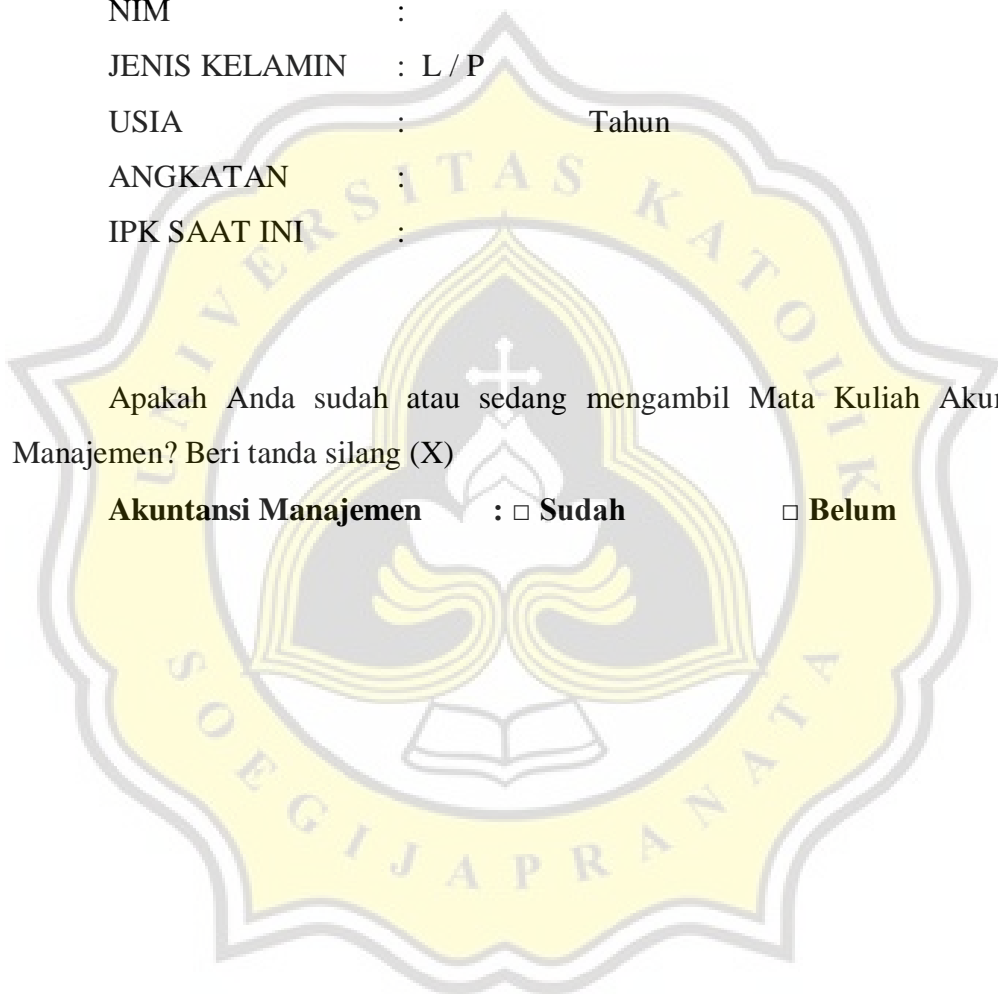 NIM :
JENIS KELAMIN : L / P
USIA : Tahun
ANGKATAN :
IPK SAAT INI :
Apakah Anda sudah atau sedang mengambil Mata Kuliah Akun
Manajemen? Beri tanda silang (X)
Akuntansi Manajemen : □ Sudah □ Belum
UNIVERSITAS KATOLIK
SOEGIJAPRANATA